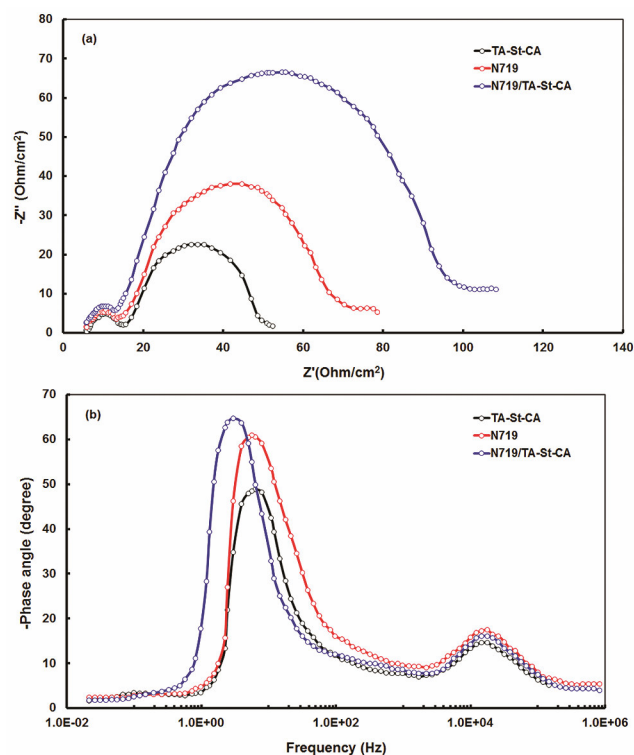 70
(a)
TA-St-CA
N719
N719/TA-St-CA
60
50
40
30
20
10
0
-Z'' (Ohm/cm2)
0 20 40 60 80 100 120 140
Z'(Ohm/cm2)
70
(b)
TA-St-CA
N719
N719/TA-St-CA
60
50
40
30
20
10
0
-Phase angle (degree)
1.0E-02 1.0E+00 1.0E+02 1.0E+04 1.0E+06
Frequency (Hz)